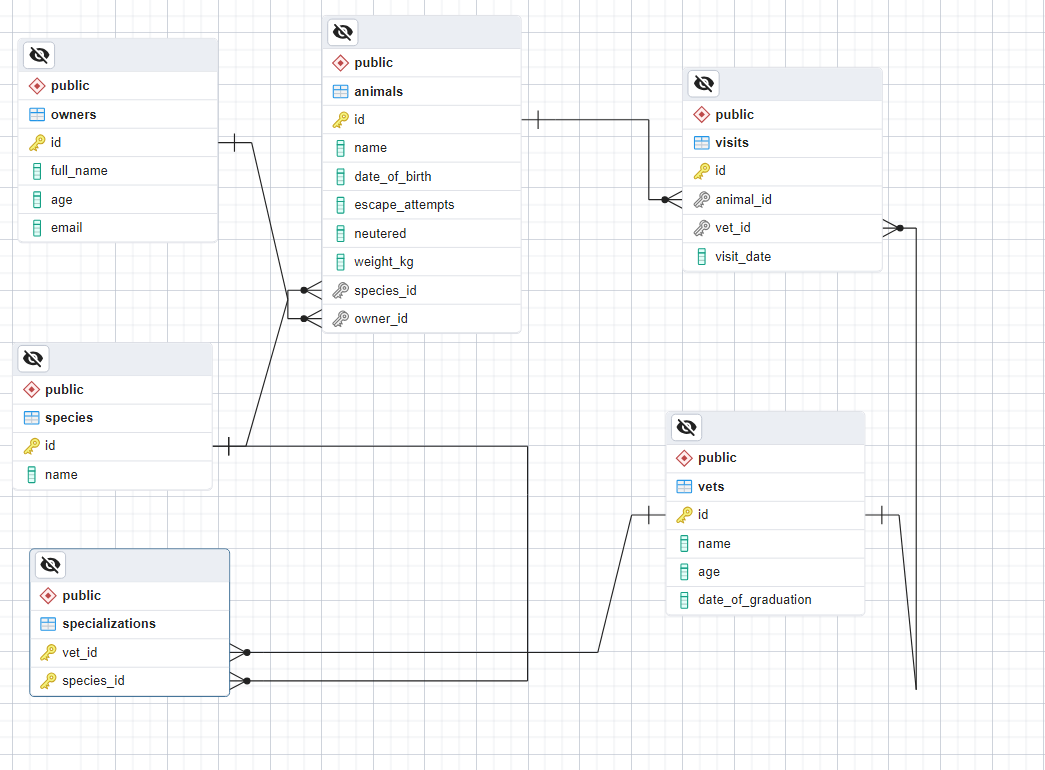 public
owners
id
full_name
age
email
public
animals
id
name
date_of_birth
escape_attempts
neutered
weight_kg
species_id
owner_id
public
visits
id
animal_id
vet_id
visit_date
public
species
id
name
public
vets
id
name
age
date_of_graduation
public
specializations
vet_id
species_id